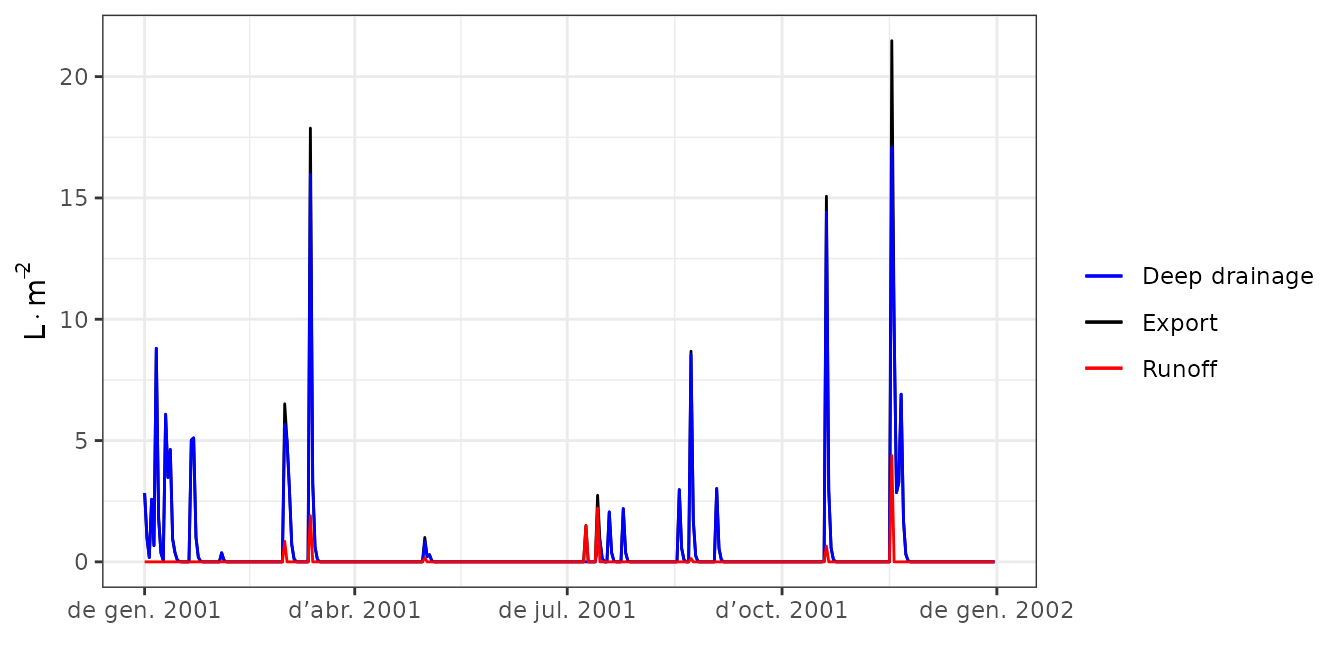 20
15
10
5
0
L · m⁻²
de gen. 2001
d’abr. 2001
de jul. 2001
d’oct. 2001
de gen. 2002
Deep drainage
Export
Runoff